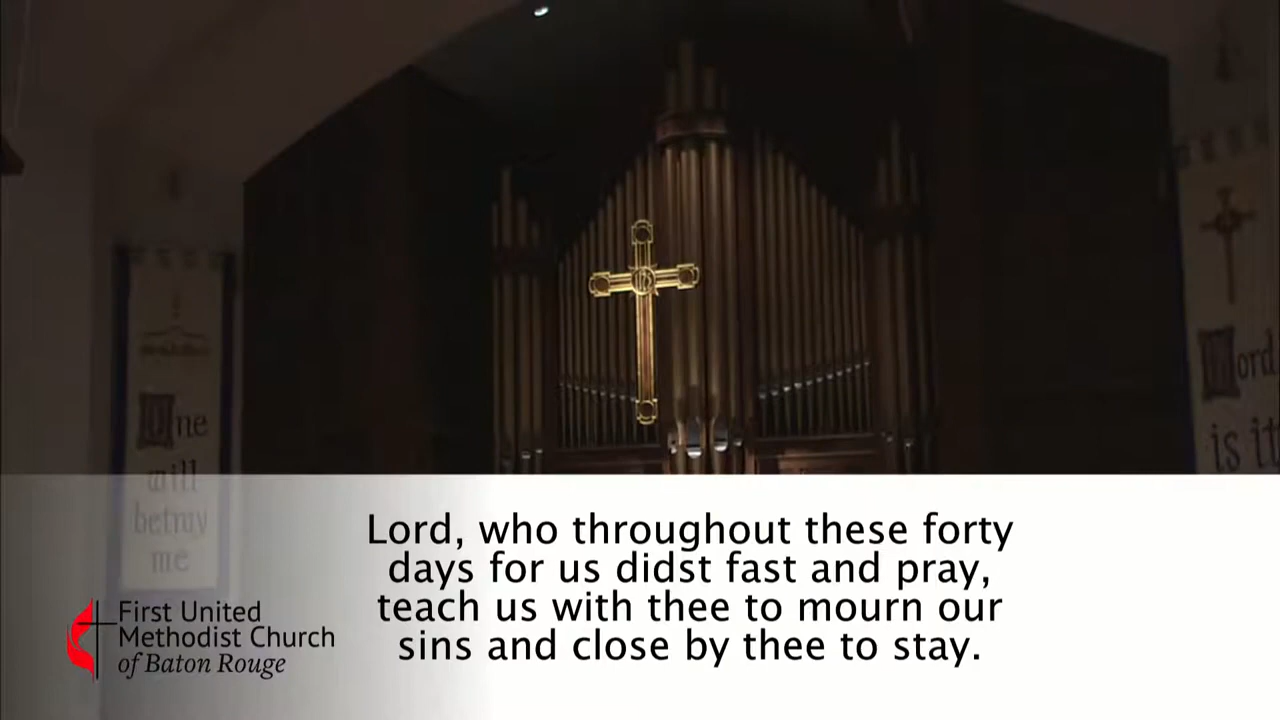 One
will
betray
me
Lord
is it
Lord, who throughout these forty
days for us didst fast and pray,
teach us with thee to mourn our
sins and close by thee to stay.
First United
Methodist Church
of Baton Rouge